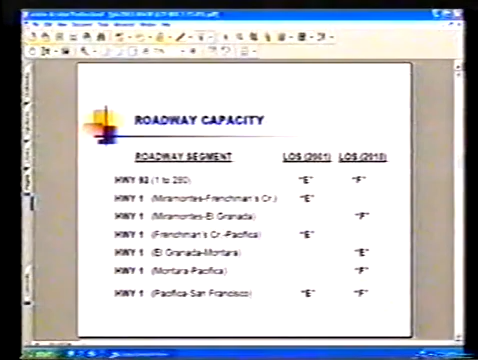 ROADWAY CAPACITY
ROADWAY SEGMENT LOS (2001) LOS (2010)
HWY 92 (1 to 280) "E" "F"
HWY 1 (Miramontes-Frenchman's Cr.) "E"
HWY 1 (Miramontes-El Granada) "F"
HWY 1 (Frenchman's Cr.-Pacifica) "E"
HWY 1 (El Granada-Montara) "E"
HWY 1 (Montara-Pacifica) "F"
HWY 1 (Pacifica-San Francisco) "E" "F"